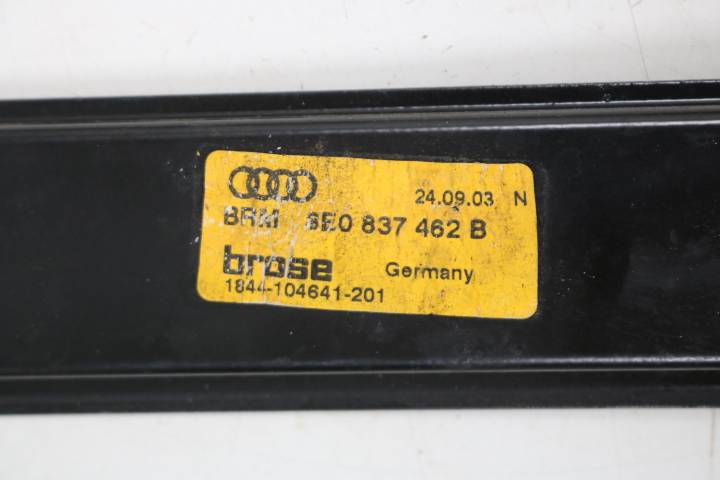 24.09.03 N
BRM 8E0 837 462 B
brose Germany
1844-104641-201